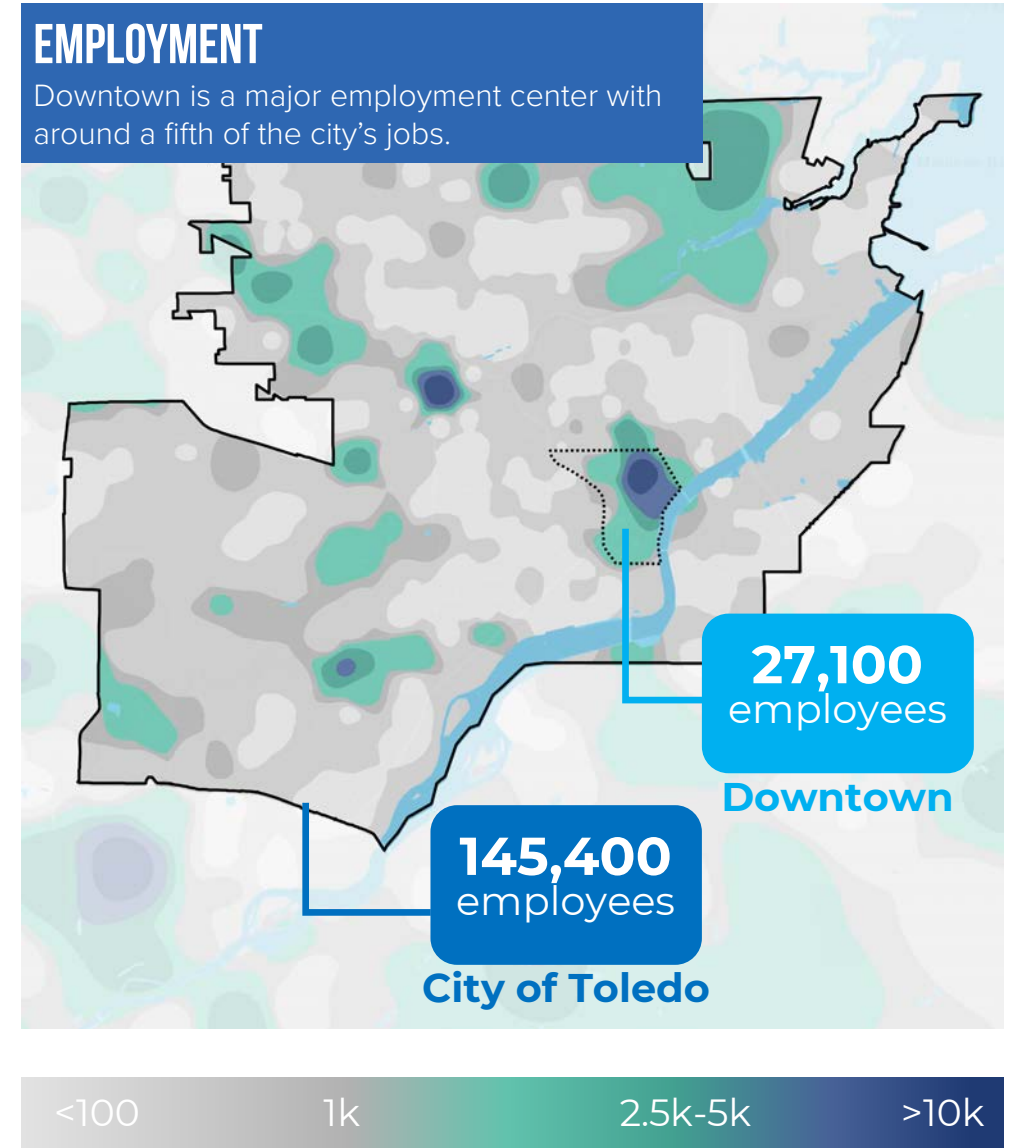 EMPLOYMENT
Downtown is a major employment center with
around a fifth of the city's jobs.
27,100
employees
Downtown
145,400
employees
City of Toledo
<100 1k 2.5k-5k >10k